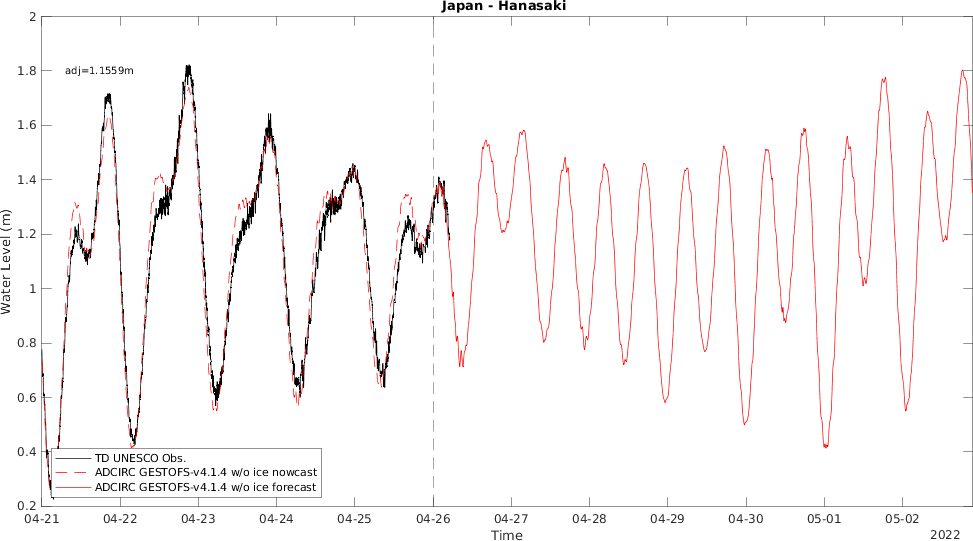 Japan - Hanasaki
2
1.8
1.6
1.4
1.2
1
0.8
0.6
0.4
0.2
Water Level (m)
adj=1.1559m
TD UNESCO Obs.
ADCIRC GESTOFS-v4.1.4 w/o ice nowcast
ADCIRC GESTOFS-v4.1.4 w/o ice forecast
04-21 04-22 04-23 04-24 04-25 04-26 04-27 04-28 04-29 04-30 05-01 05-02
Time
2022